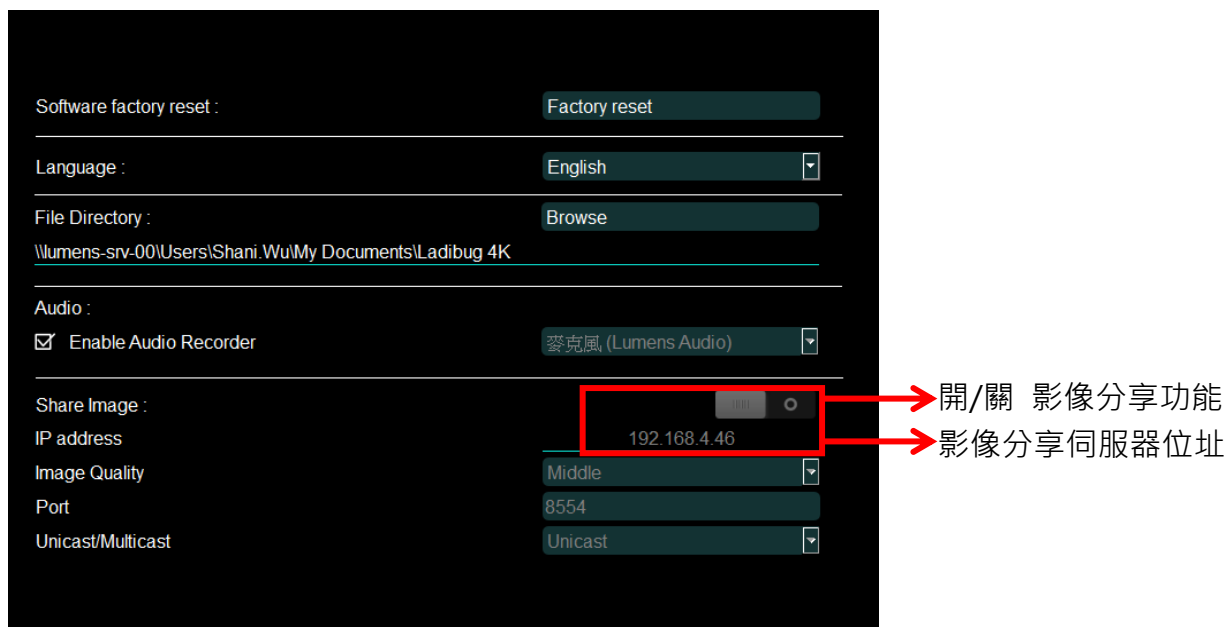 Software factory reset : Factory reset
Language : English
File Directory : Browse
\\lumens-srv-00\Users\Shani.Wu\My Documents\Ladibug 4K
Audio :
Enable Audio Recorder 麥克風 (Lumens Audio)
Share Image : 開/關 影像分享功能
IP address 192.168.4.46 影像分享伺服器位址
Image Quality Middle
Port 8554
Unicast/Multicast Unicast